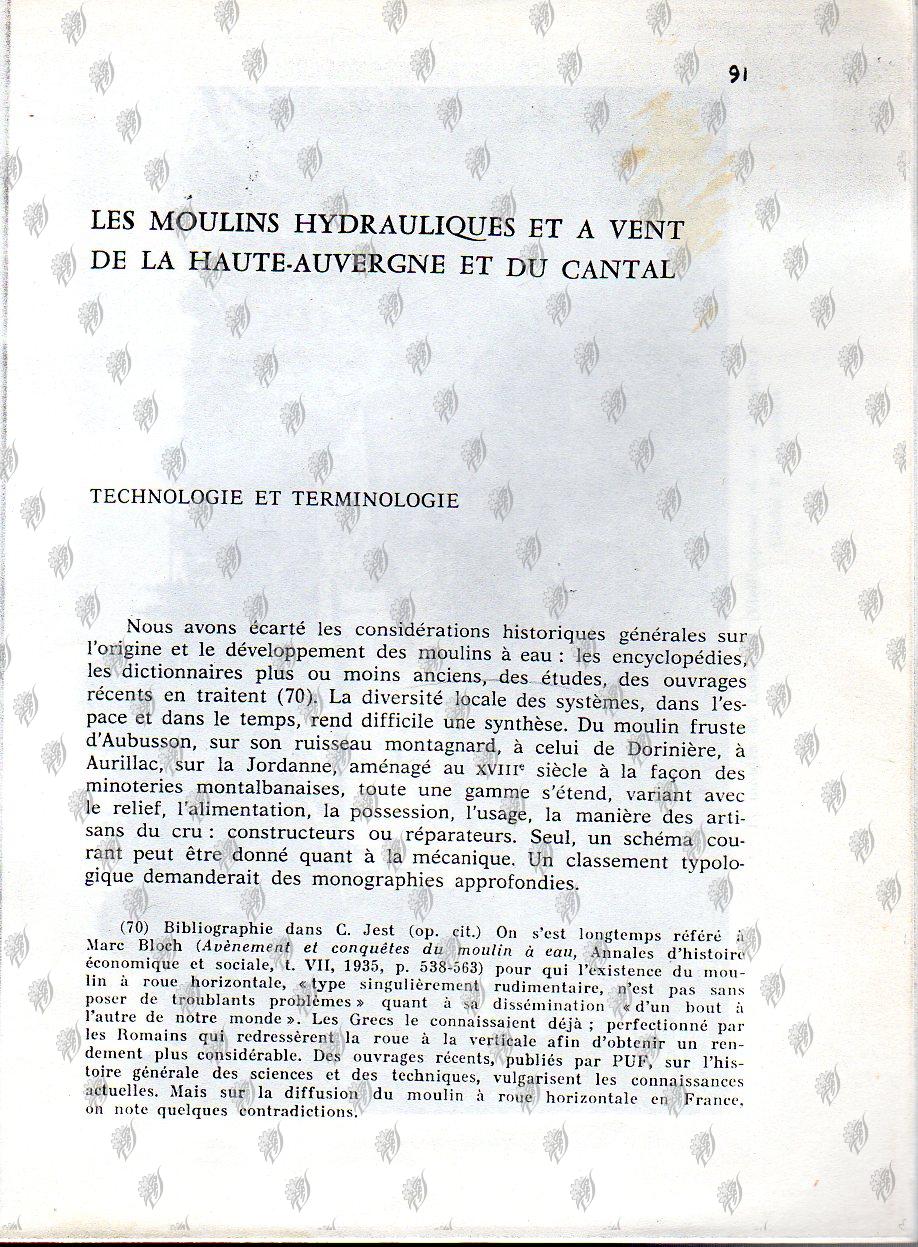 91
LES MOULINS HYDRAULIQUES ET A VENT
DE LA HAUTE-AUVERGNE ET DU CANTAL
TECHNOLOGIE ET TERMINOLOGIE
Nous avons écarté les considérations historiques générales sur
l'origine et le développement des moulins à eau : les encyclopédies,
les dictionnaires plus ou moins anciens, des études, des ouvrages
récents en traitent (70). La diversité locale des systèmes, dans l'es-
pace et dans le temps, rend difficile une synthèse. Du moulin fruste
d'Aubusson, sur son ruisseau montagnard, à celui de Dorinière, à
Aurillac, sur la Jordanne, aménagé au XVIIIe siècle à la façon des
minoteries montalbanaises, toute une gamme s'étend, variant avec
le relief, l'alimentation, la possession, l'usage, la manière des arti-
sans du cru : constructeurs ou réparateurs. Seul, un schéma cou-
rant peut être donné quant à la mécanique. Un classement typolo-
gique demanderait des monographies approfondies.
(70) Bibliographie dans C. Jest (op. cit.) On s'est longtemps référé à
Marc Bloch (Avènement et conquêtes du moulin à eau, Annales d'histoire
économique et sociale, t. VII, 1935, p. 538-563) pour qui l'existence du mou-
lin à roue horizontale, « type singulièrement rudimentaire, n'est pas sans
poser de troublants problèmes » quant à sa dissémination « d'un bout à
l'autre de notre monde ». Les Grecs le connaissaient déjà ; perfectionné par
les Romains qui redressèrent la roue à la verticale afin d'obtenir un ren-
dement plus considérable. Des ouvrages récents, publiés par PUF, sur l'his-
toire générale des sciences et des techniques, vulgarisent les connaissances
actuelles. Mais sur la diffusion du moulin à roue horizontale en France,
on note quelques contradictions.